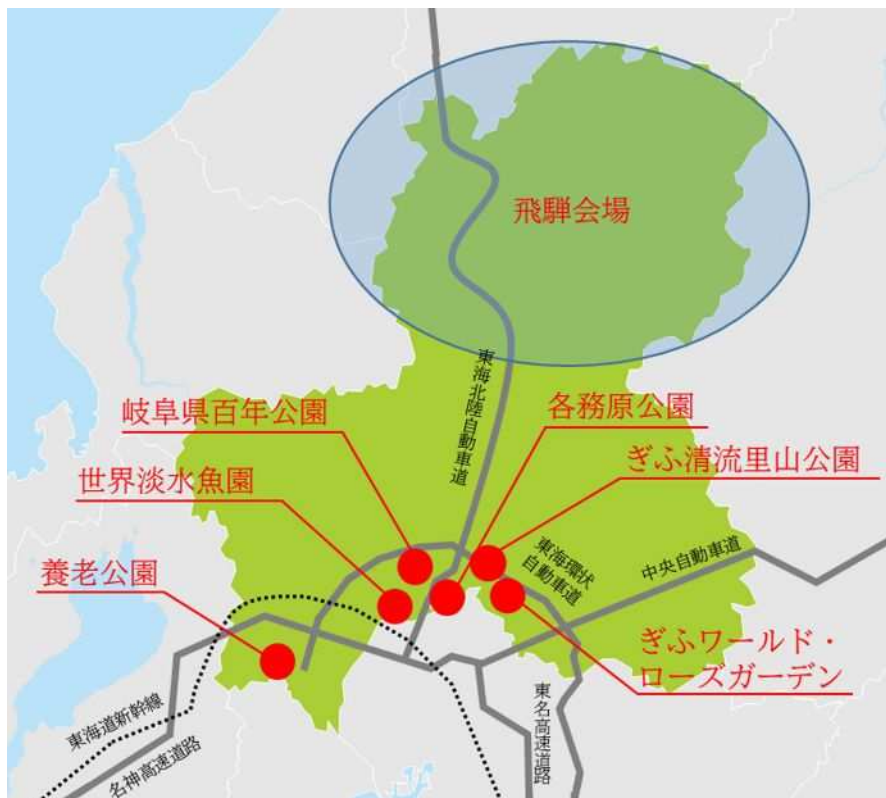 飛騨会場
東海北陸自動車道
岐阜県百年公園
各務原公園
ぎふ清流里山公園
世界淡水魚園
養老公園
東海環状
自動車道
中央自動車道
ぎふワールド・
ローズガーデン
東海道新幹線
名神高速道路
東名高速道路